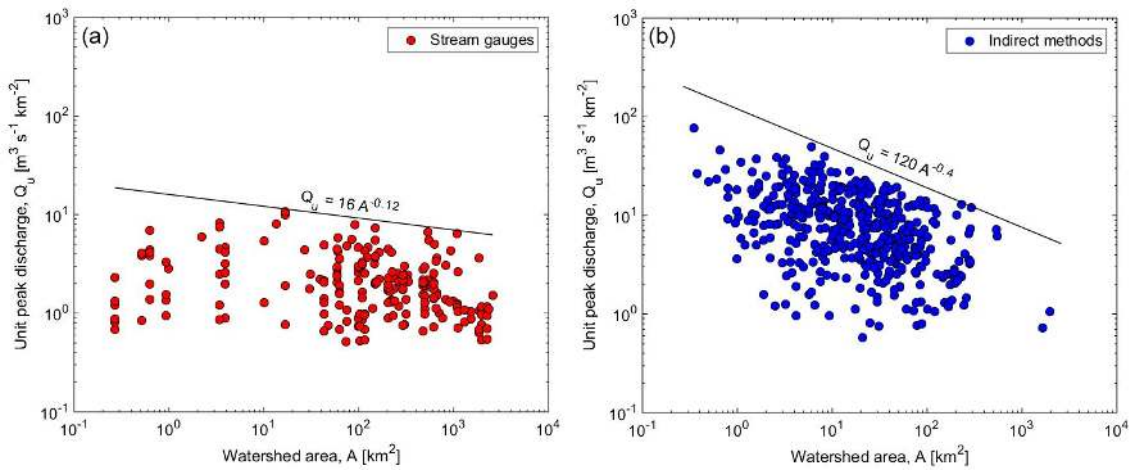 (a)
Stream gauges
Q_u = 16 A^-0.12
Unit peak discharge, Q_u [m^3 s^-1 km^-2]
10^3
10^2
10^1
10^0
10^-1
10^-1
10^0
10^1
10^2
10^3
10^4
Watershed area, A [km^2]
(b)
Indirect methods
Q_u = 120 A^-0.4
Unit peak discharge, Q_u [m^3 s^-1 km^-2]
10^3
10^2
10^1
10^0
10^-1
10^-1
10^0
10^1
10^2
10^3
10^4
Watershed area, A [km^2]